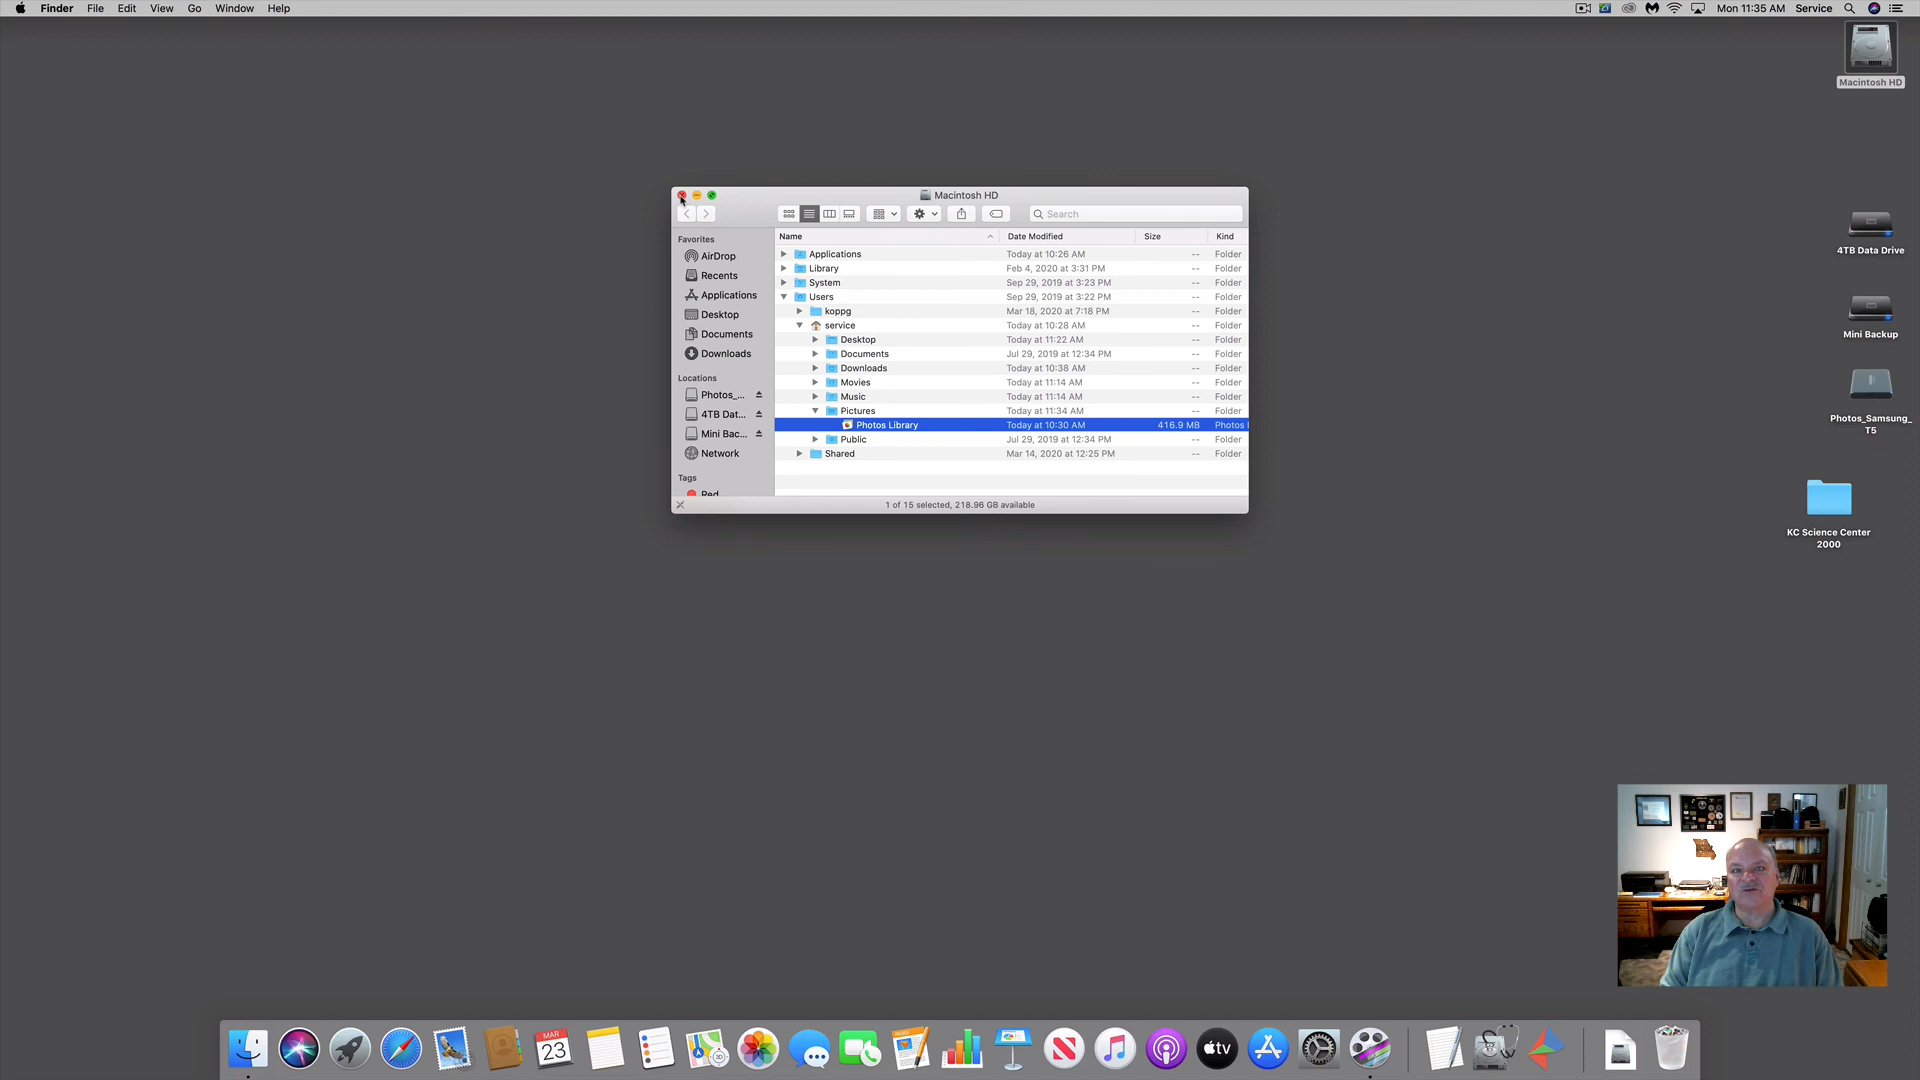 Finder File Edit View Go Window Help
Mon 11:35 AM Service
Macintosh HD
Macintosh HD
Search
Name Date Modified Size Kind
Favorites
AirDrop
Recents
Applications
Desktop
Documents
Downloads
Locations
Photos_...
4TB Dat...
Mini Bac...
Network
Tags
Red
Applications Today at 10:26 AM -- Folder
Library Feb 4, 2020 at 3:31 PM -- Folder
System Sep 29, 2019 at 3:23 PM -- Folder
Users Sep 29, 2019 at 3:22 PM -- Folder
koppg Mar 18, 2020 at 7:18 PM -- Folder
service Today at 10:28 AM -- Folder
Desktop Today at 11:22 AM -- Folder
Documents Jul 29, 2019 at 12:34 PM -- Folder
Downloads Today at 10:38 AM -- Folder
Movies Today at 11:14 AM -- Folder
Music Today at 11:14 AM -- Folder
Pictures Today at 11:34 AM -- Folder
Photos Library Today at 10:30 AM 416.9 MB Photos
Public Jul 29, 2019 at 12:34 PM -- Folder
Shared Mar 14, 2020 at 12:25 PM -- Folder
1 of 15 selected, 218.96 GB available
4TB Data Drive
Mini Backup
Photos_Samsung_
T5
KC Science Center
2000
MAR
23
PAGES
3D
tv